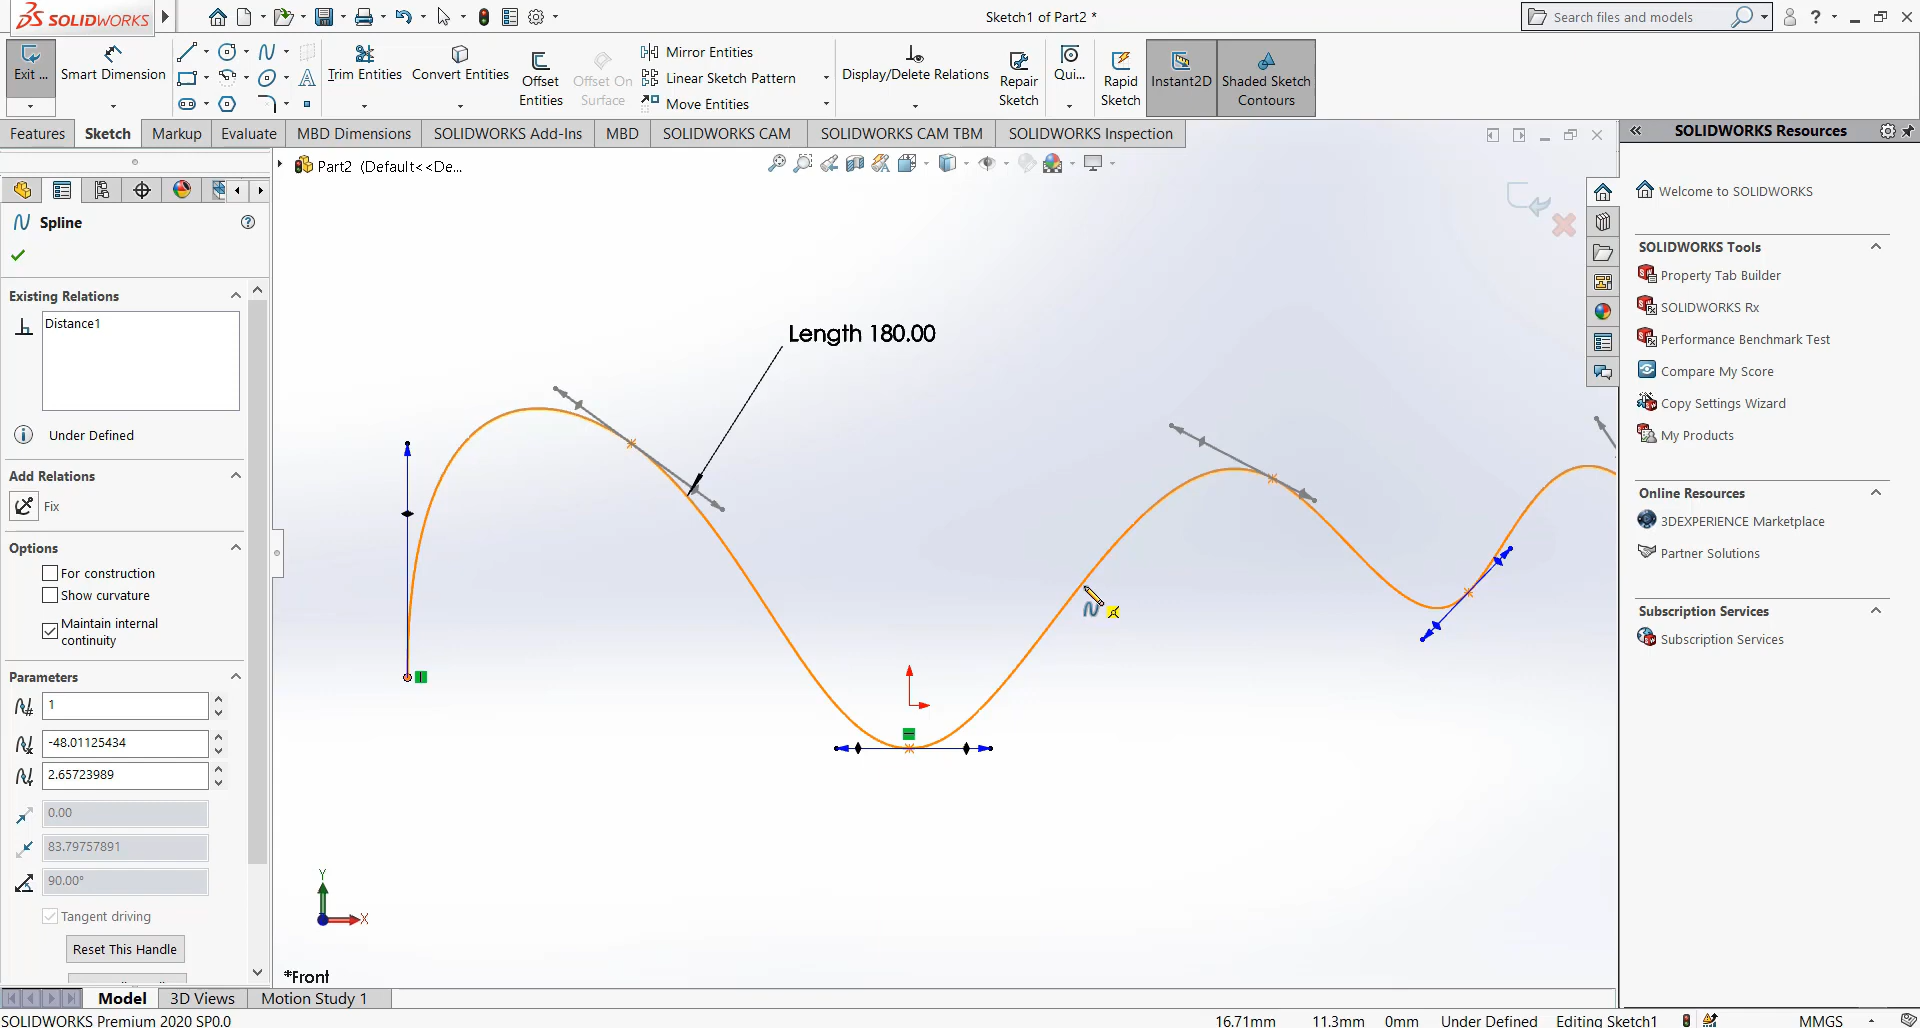 SOLIDWORKS
Sketch1 of Part2 *
Search files and models
Exit ...
Smart Dimension
Trim Entities
Convert Entities
Offset
Entities
Offset On
Surface
Mirror Entities
Linear Sketch Pattern
Move Entities
Display/Delete Relations
Repair
Sketch
Qui...
Rapid
Sketch
Instant2D
Shaded Sketch
Contours
Features
Sketch
Markup
Evaluate
MBD Dimensions
SOLIDWORKS Add-Ins
MBD
SOLIDWORKS CAM
SOLIDWORKS CAM TBM
SOLIDWORKS Inspection
Part2 (Default<<De...
Spline
Existing Relations
Distance1
Under Defined
Add Relations
Fix
Options
For construction
Show curvature
Maintain internal
continuity
Parameters
1
-48.01125434
2.65723989
0.00
83.79757891
90.00°
Tangent driving
Reset This Handle
Length 180.00
Y
X
*Front
SOLIDWORKS Resources
Welcome to SOLIDWORKS
SOLIDWORKS Tools
Property Tab Builder
SOLIDWORKS Rx
Performance Benchmark Test
Compare My Score
Copy Settings Wizard
My Products
Online Resources
3DEXPERIENCE Marketplace
Partner Solutions
Subscription Services
Subscription Services
Model
3D Views
Motion Study 1
SOLIDWORKS Premium 2020 SP0.0
16.71mm
11.3mm
0mm
Under Defined
Editing Sketch1
MMGS